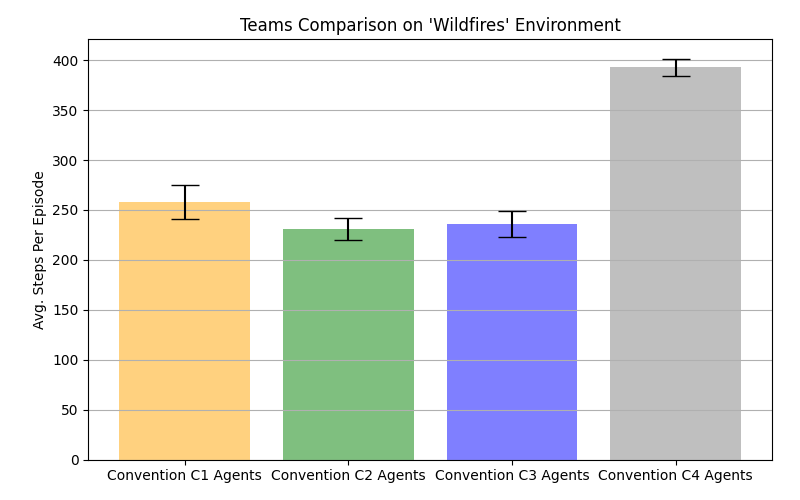 Teams Comparison on 'Wildfires' Environment
400
350
300
250
200
150
100
50
0
Avg. Steps Per Episode
Convention C1 Agents
Convention C2 Agents
Convention C3 Agents
Convention C4 Agents